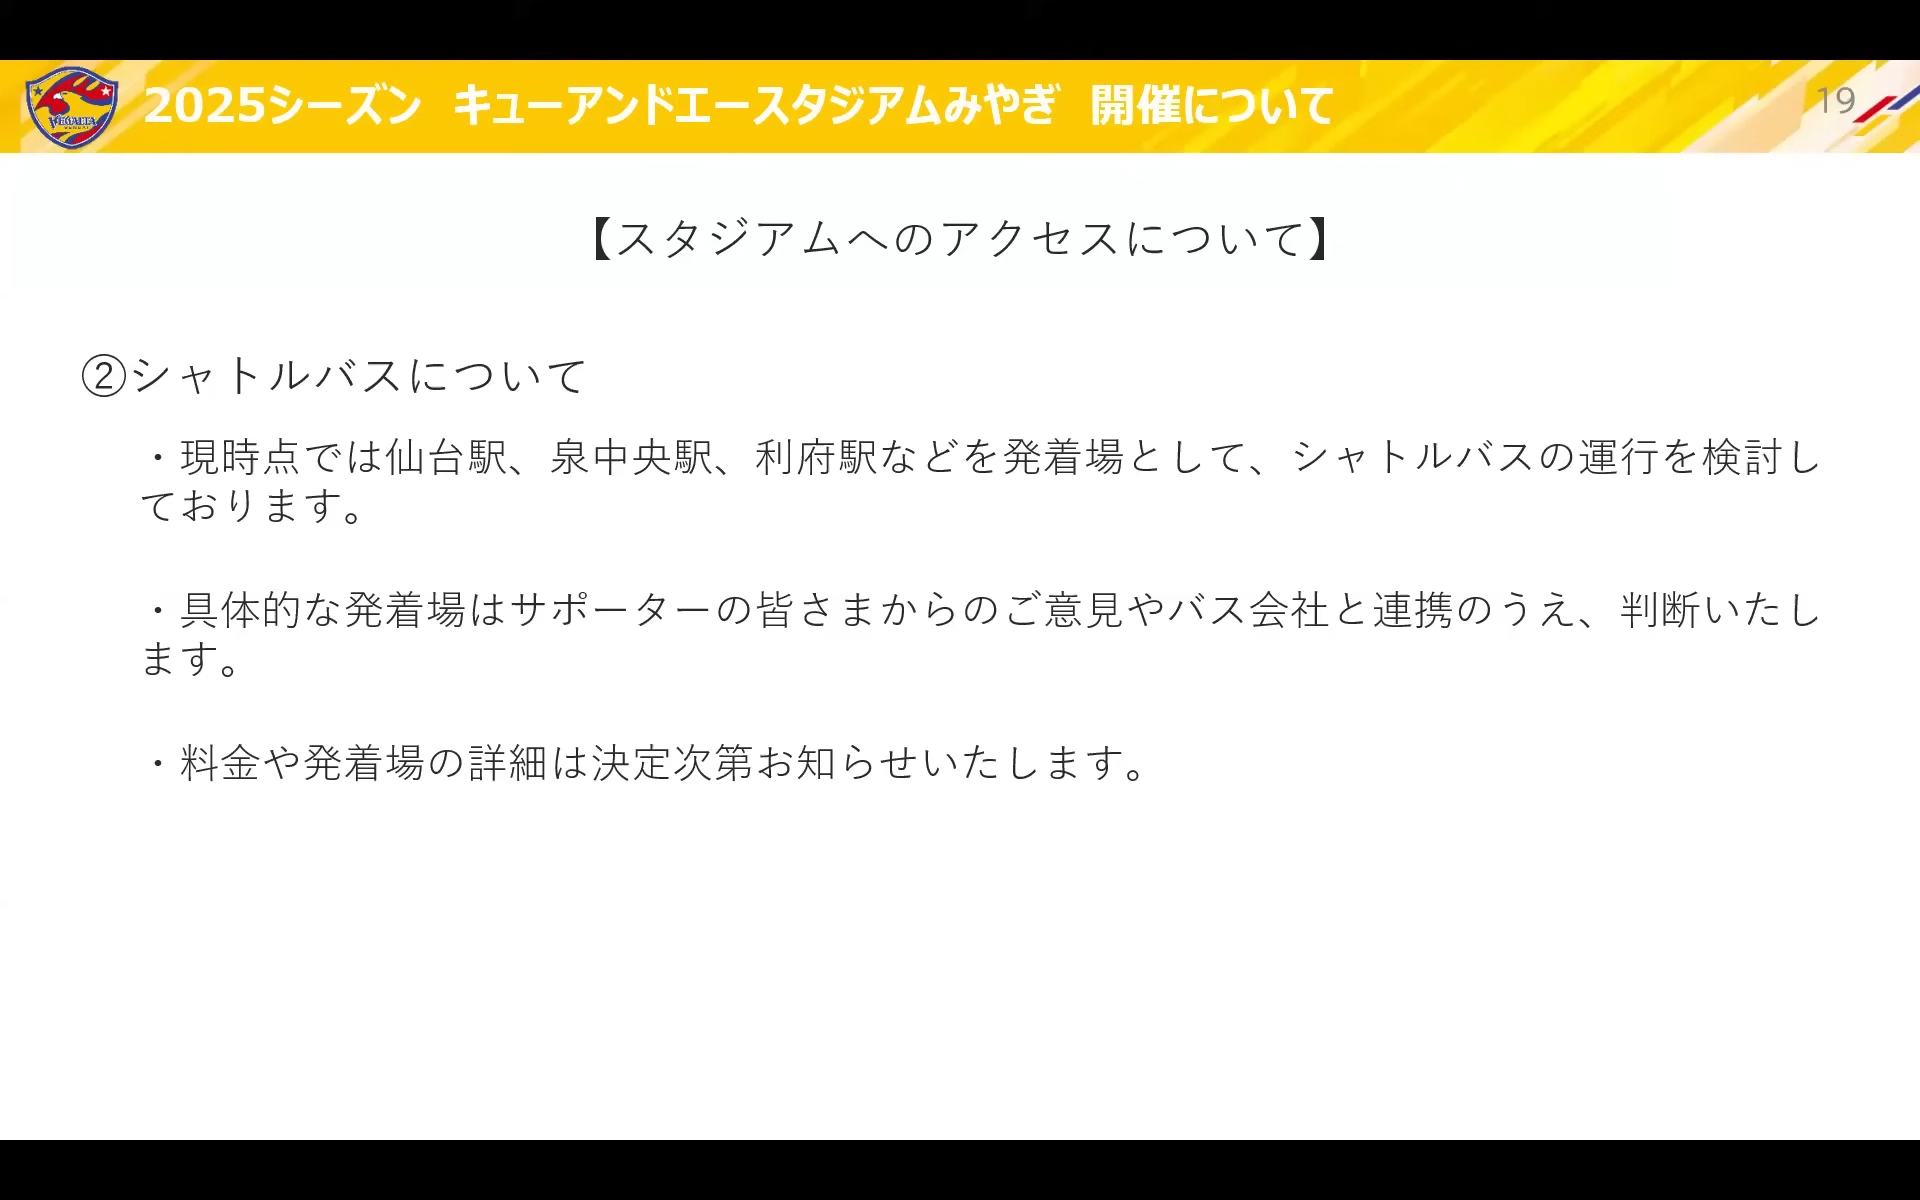 2025シーズン　キューアンドエースタジアムみやぎ　開催について
19
VEGALTA
SENDAI
【スタジアムへのアクセスについて】
②シャトルバスについて
・現時点では仙台駅、泉中央駅、利府駅などを発着場として、シャトルバスの運行を検討し
ております。
・具体的な発着場はサポーターの皆さまからのご意見やバス会社と連携のうえ、判断いたし
ます。
・料金や発着場の詳細は決定次第お知らせいたします。